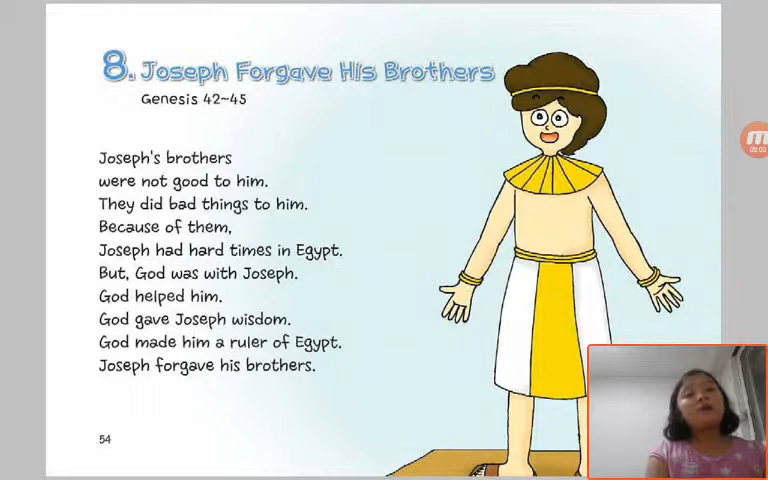 8. Joseph Forgave His Brothers
Genesis 42~45
Joseph's brothers
were not good to him.
They did bad things to him.
Because of them,
Joseph had hard times in Egypt.
But, God was with Joseph.
God helped him.
God gave Joseph wisdom.
God made him a ruler of Egypt.
Joseph forgave his brothers.
54
05:03